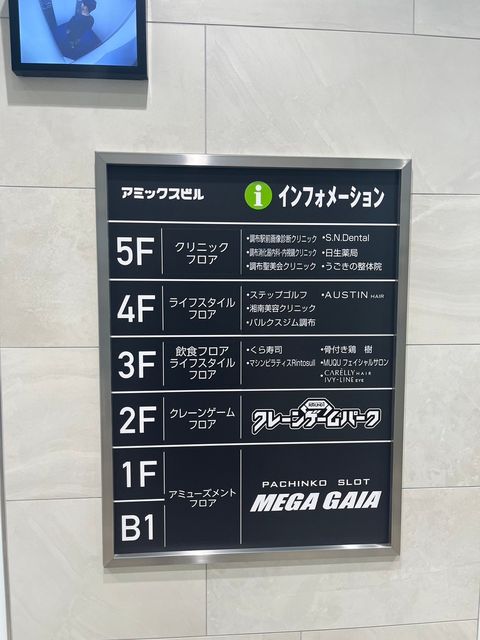 アミックスビル
i インフォメーション
5F
クリニック
フロア
・調布駅前画像診断クリニック ・S.N.Dental
・調布消化器内科・内視鏡クリニック ・日生薬局
・調布聖美会クリニック ・うごきの整体院
4F
ライフスタイル
フロア
・ステップゴルフ ・AUSTIN HAIR
・湘南美容クリニック
・バルクスジム調布
3F
飲食フロア
ライフスタイル
フロア
・くら寿司 ・骨付き鶏 樹
・マシンピラティスRintosull ・MUQU フェイシャルサロン
・CARELLY HAIR
IVY-LINE EYE
2F
クレーンゲーム
フロア
クレーンゲームパーク
1F
B1
アミューズメント
フロア
PACHINKO SLOT
MEGA GAIA